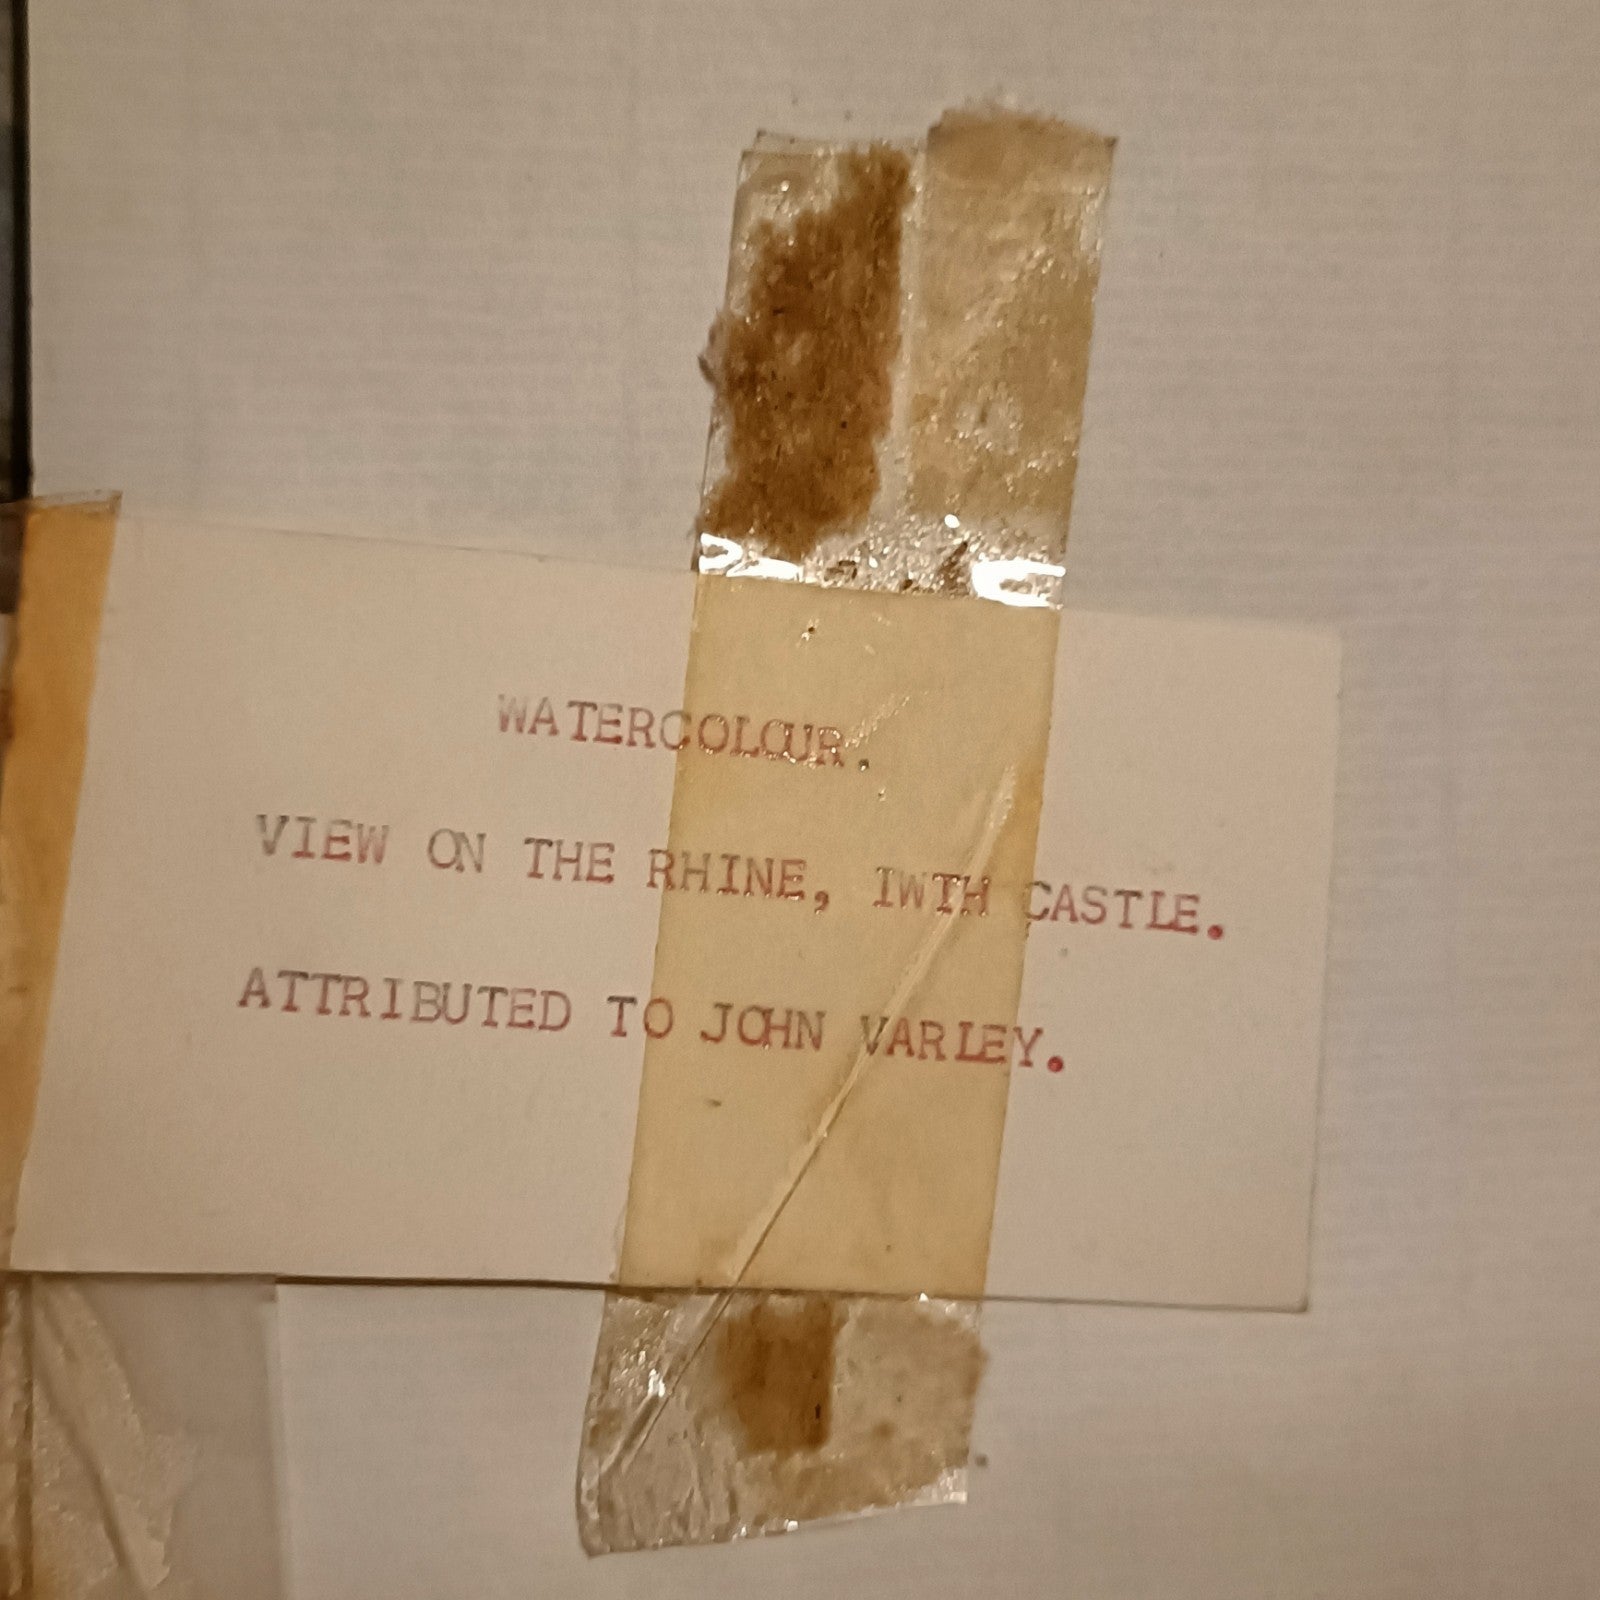 WATERCOLOUR.
VIEW ON THE RHINE, IWTH CASTLE.
ATTRIBUTED TO JOHN VARLEY.